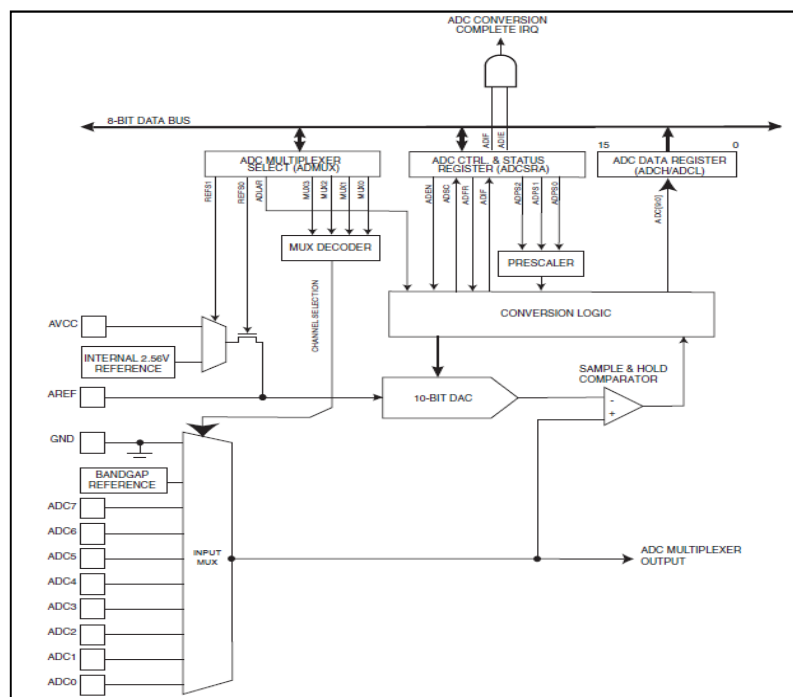 ADC CONVERSION
COMPLETE IRQ
8-BIT DATA BUS
ADIF
ADIE
15
0
ADC MULTIPLEXER
SELECT (ADMUX)
ADC CTRL. & STATUS
REGISTER (ADCSRA)
ADC DATA REGISTER
(ADCH/ADCL)
REFS1
REFS0
ADLAR
MUX3
MUX2
MUX1
MUX0
ADEN
ADSC
ADFR
ADIF
ADPS2
ADPS1
ADPS0
ADC[9:0]
MUX DECODER
PRESCALER
CHANNEL SELECTION
CONVERSION LOGIC
AVCC
INTERNAL 2.56V
REFERENCE
SAMPLE & HOLD
COMPARATOR
AREF
10-BIT DAC
-
+
GND
BANDGAP
REFERENCE
ADC7
ADC6
ADC5
INPUT
MUX
ADC MULTIPLEXER
OUTPUT
ADC4
ADC3
ADC2
ADC1
ADC0